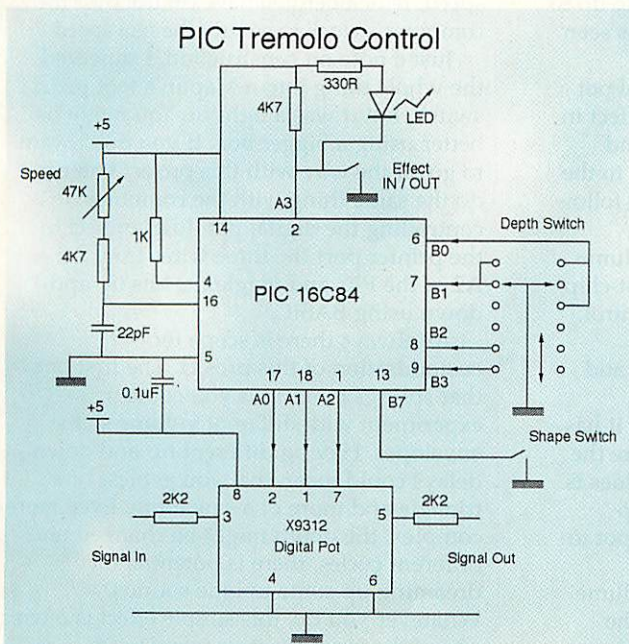 PIC Tremolo Control
330R
4K7
LED
+5
Effect
IN / OUT
Speed
47K
A3
14
2
6
Depth Switch
B0
1K
4K7
4
16
PIC 16C84
7
B1
22pF
B2
8
5
9
B3
17
18
1
13
0.1uF
A0
A1
A2
B7
+5
Shape Switch
8
2
1
7
2K2
2K2
3
X9312
5
Digital Pot
Signal In
Signal Out
4
6